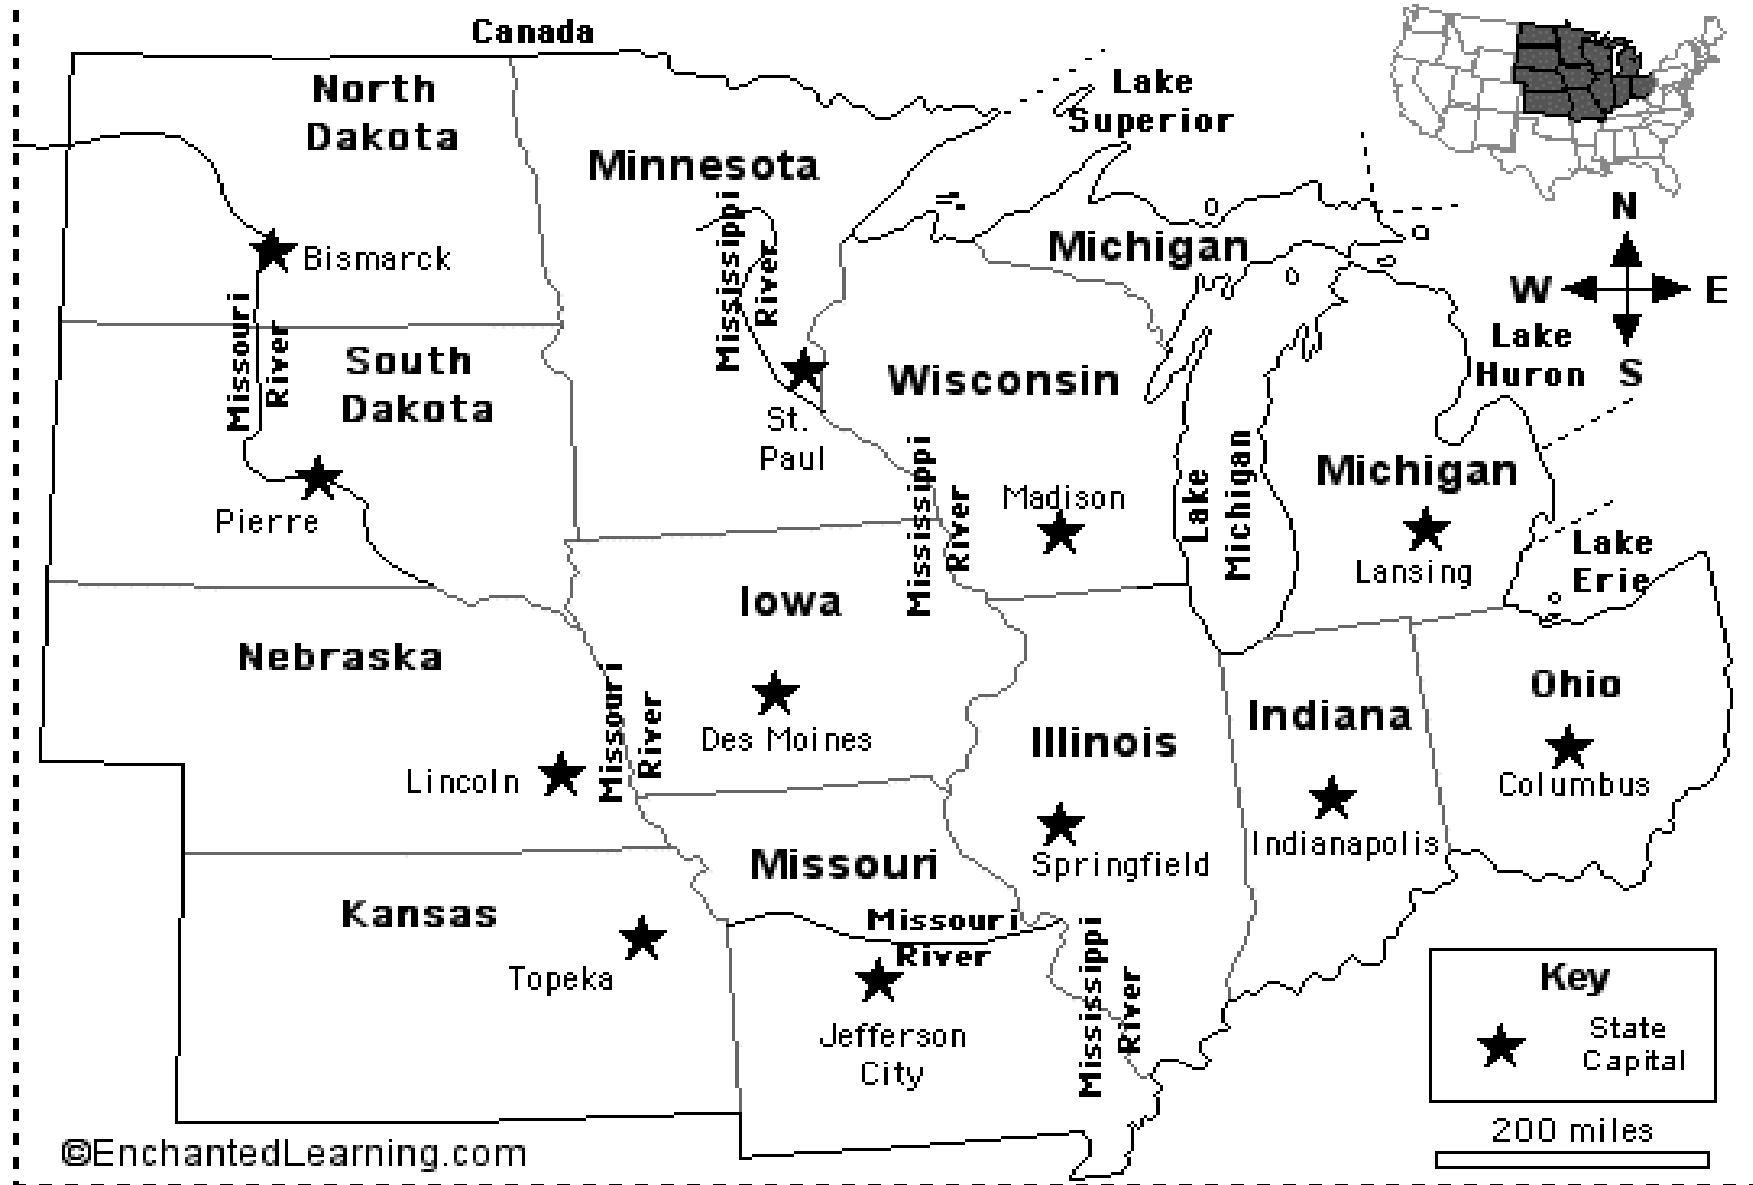 Canada
North
Dakota
Minnesota
Lake
Superior
Michigan
N
W
E
S
Bismarck
Mississippi
River
Missouri
River
South
Dakota
Wisconsin
Lake
Huron
St.
Paul
Pierre
Mississippi
River
Madison
Lake
Michigan
Michigan
Lansing
Lake
Erie
Iowa
Nebraska
Missouri
River
Des Moines
Lincoln
Illinois
Indiana
Ohio
Columbus
Springfield
Indianapolis
Missouri
Kansas
Topeka
Missouri
River
Jefferson
City
Mississippi
River
Key
State
Capital
200 miles
©EnchantedLearning.com